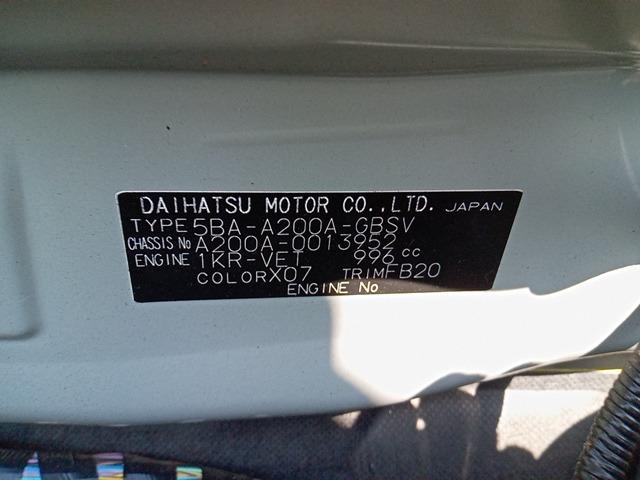 DAIHATSU MOTOR CO.,LTD. JAPAN
TYPE 5BA-A200A-GBSV
CHASSIS No A200A-0013952
ENGINE 1KR-VET 996 cc
COLOR X07 TRIM FB20
ENGINE No